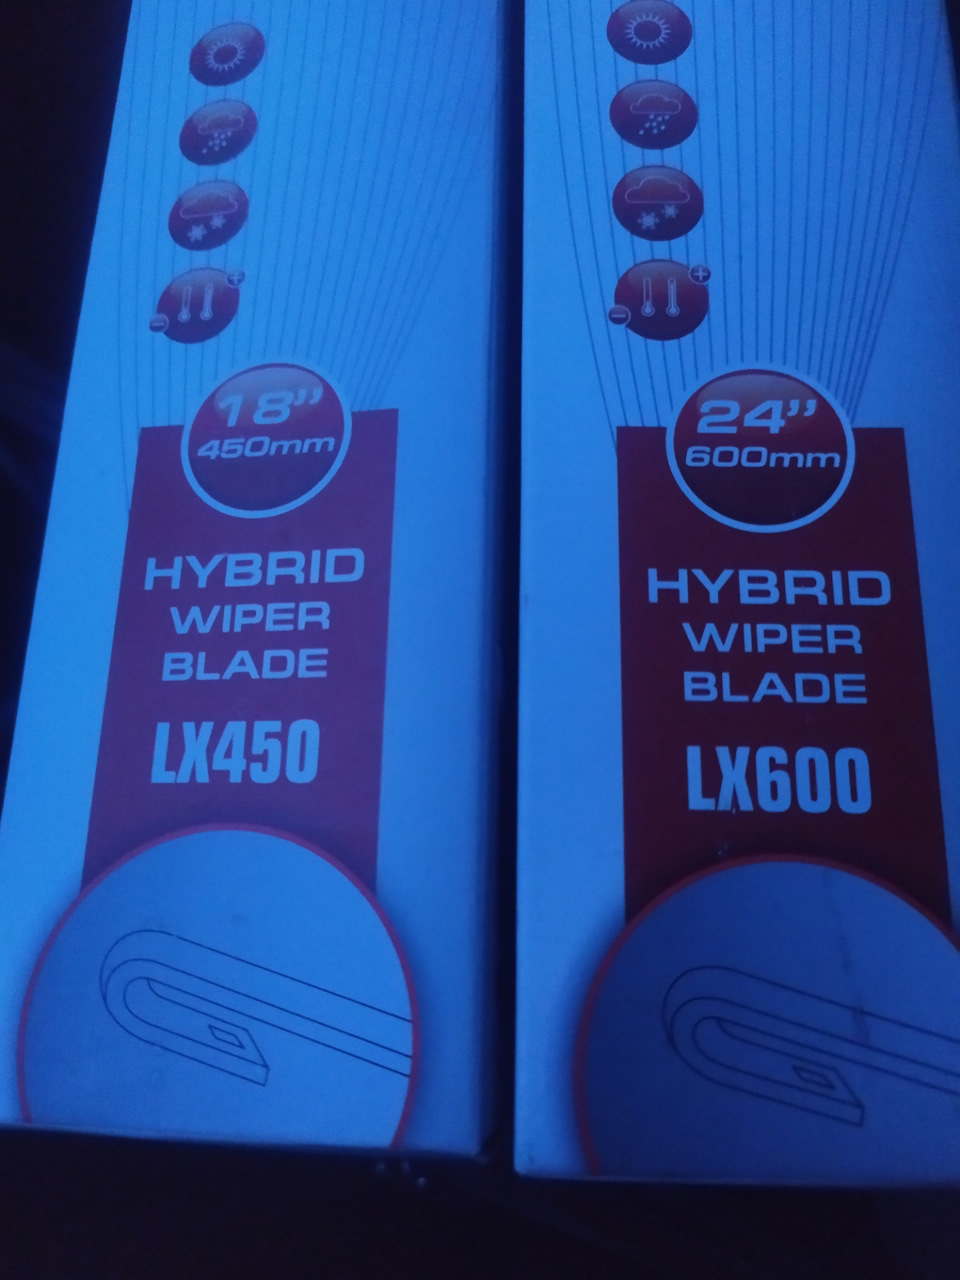 18”
450mm
HYBRID
WIPER
BLADE
LX450
24”
600mm
HYBRID
WIPER
BLADE
LX600